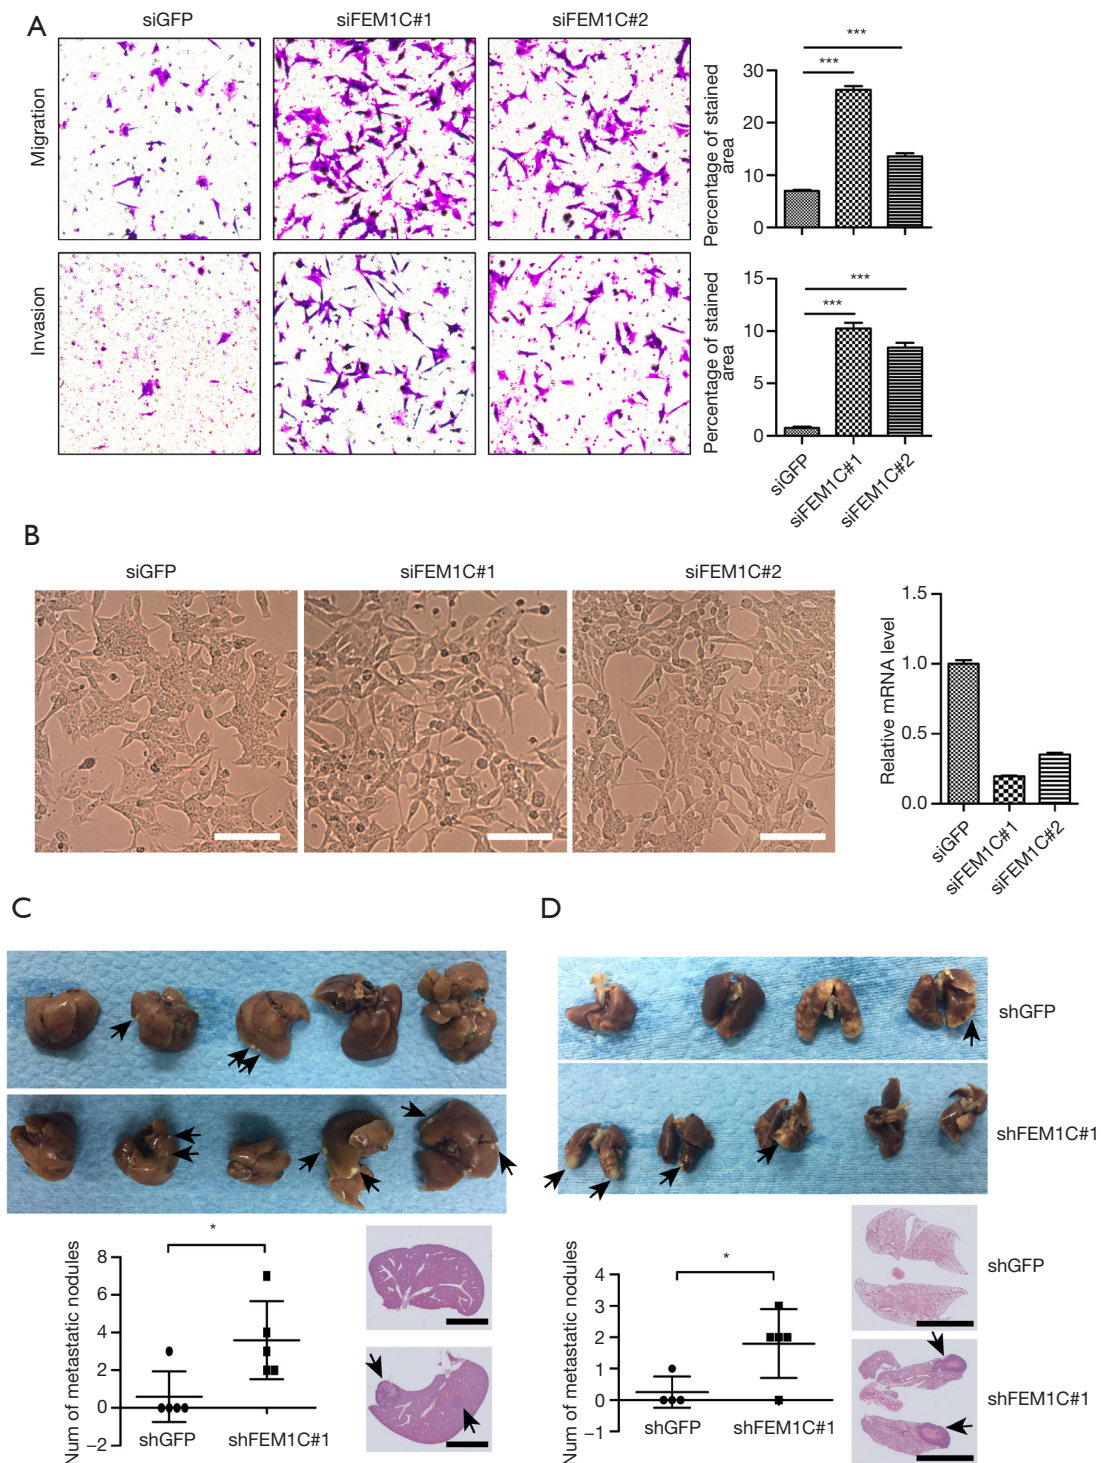 A
siGFP
siFEM1C#1
siFEM1C#2
Migration
Invasion
Percentage of stained
area
30
20
10
0
***
***
Percentage of stained
area
15
10
5
0
***
***
siGFP
siFEM1C#1
siFEM1C#2
B
siGFP
siFEM1C#1
siFEM1C#2
Relative mRNA level
1.5
1.0
0.5
0.0
siGFP
siFEM1C#1
siFEM1C#2
C
D
shGFP
shFEM1C#1
Num of metastatic nodules
8
6
4
2
0
−2
*
shGFP
shFEM1C#1
Num of metastatic nodules
4
3
2
1
0
−1
*
shGFP
shFEM1C#1
shGFP
shFEM1C#1